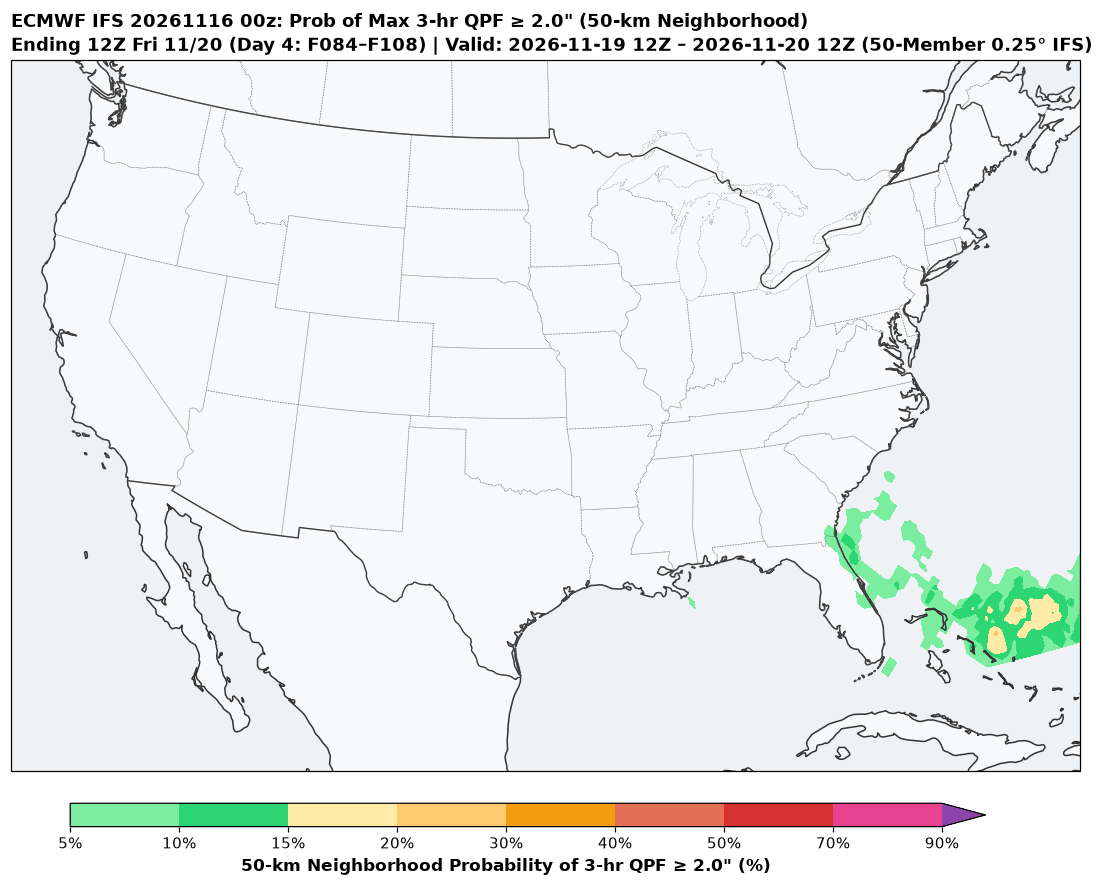 ECMWF IFS 20261116 00z: Prob of Max 3-hr QPF ≥ 2.0" (50-km Neighborhood)
Ending 12Z Fri 11/20 (Day 4: F084–F108) | Valid: 2026-11-19 12Z – 2026-11-20 12Z (50-Member 0.25° IFS)
5% 10% 15% 20% 30% 40% 50% 70% 90%
50-km Neighborhood Probability of 3-hr QPF ≥ 2.0" (%)